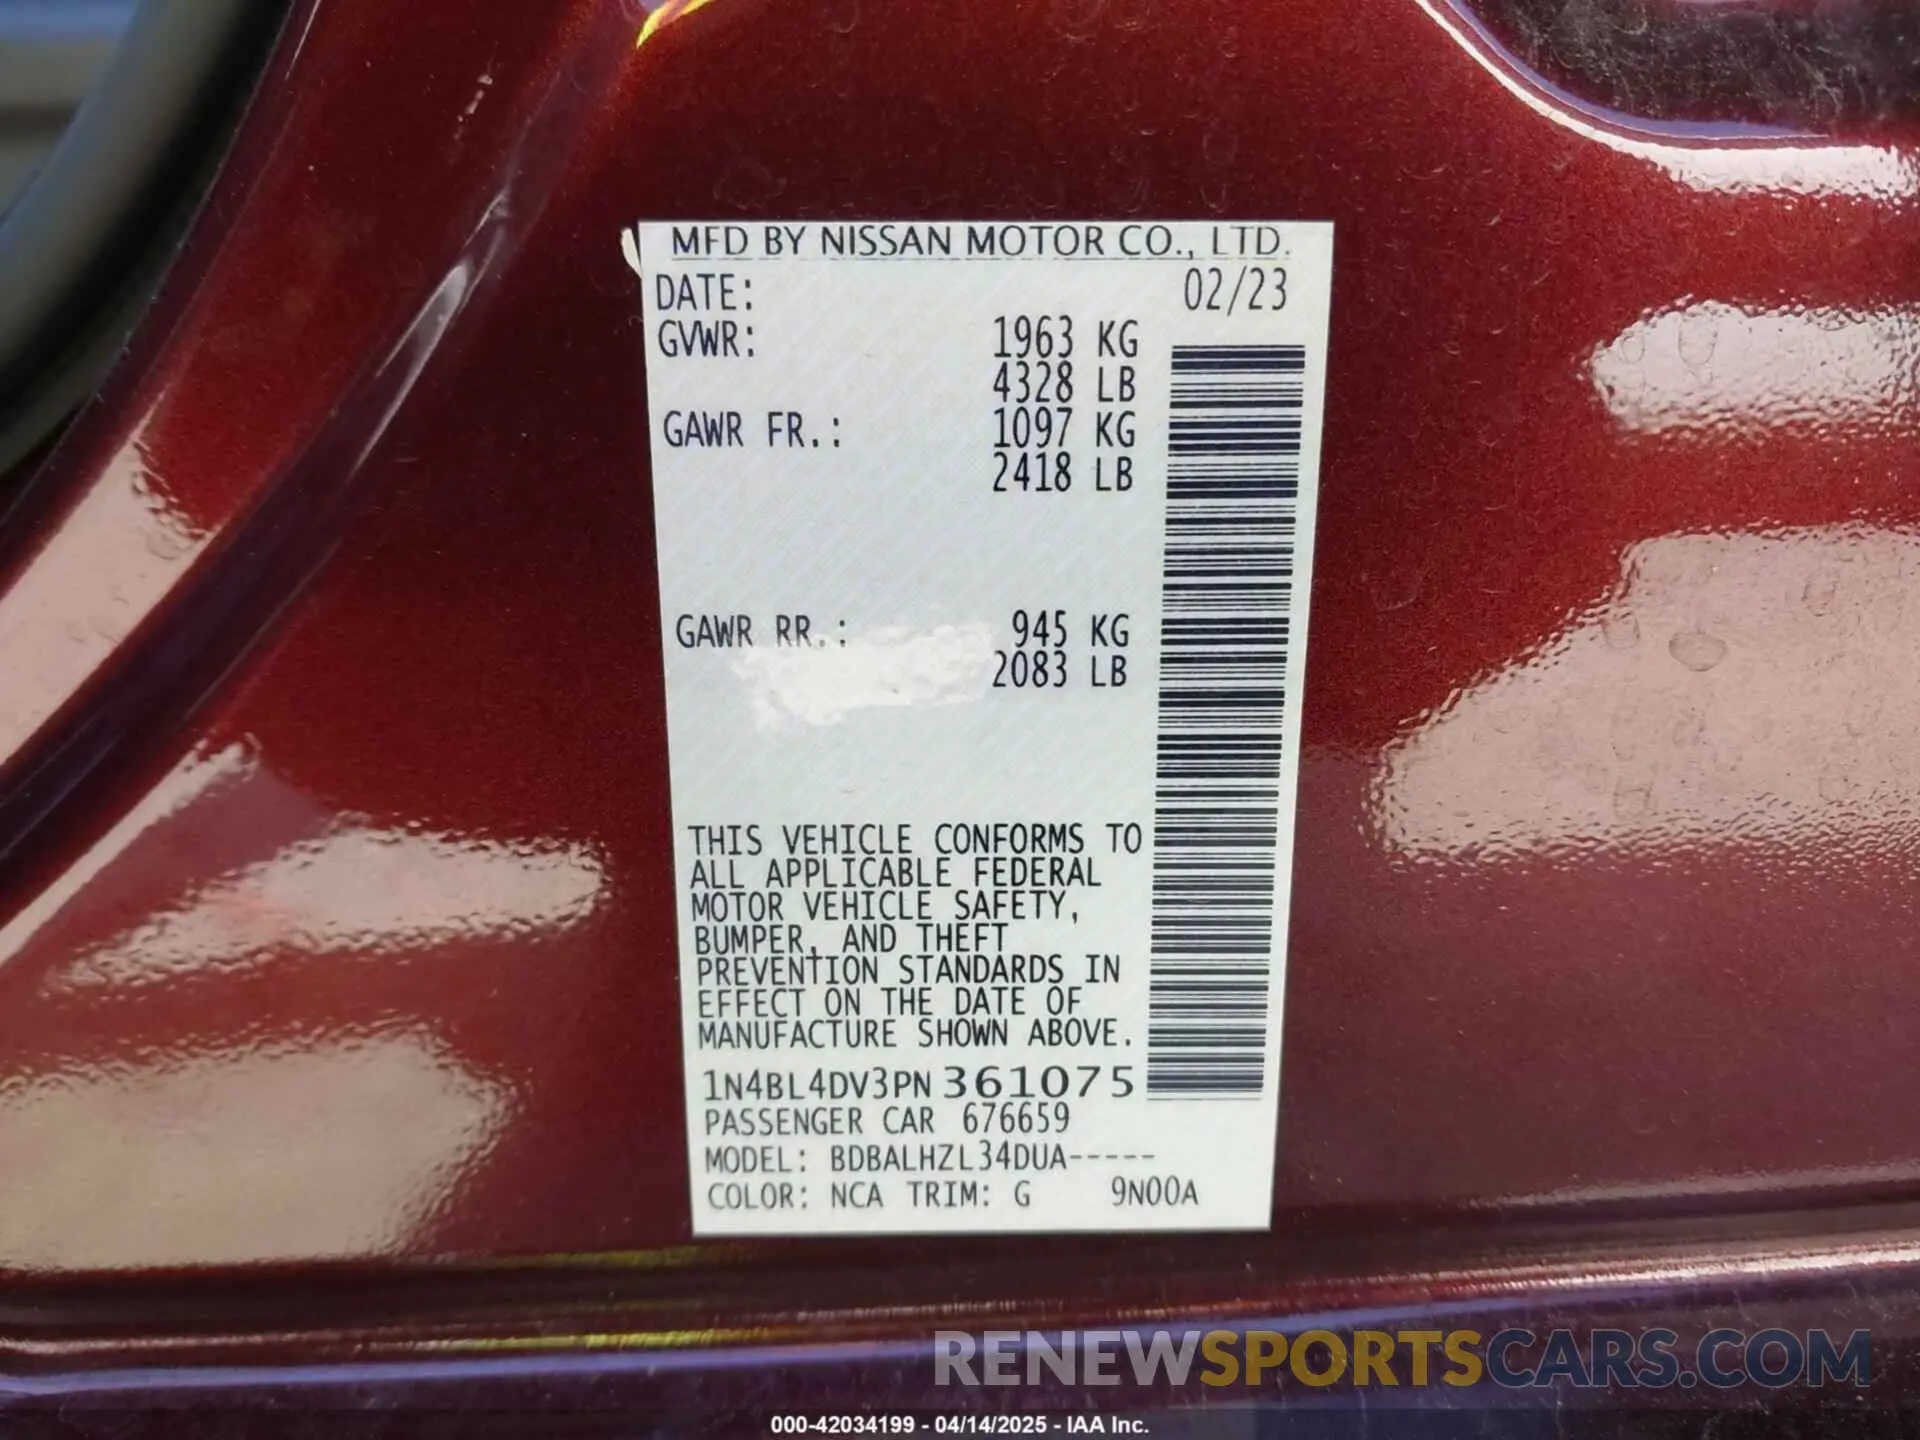 MFD BY NISSAN MOTOR CO., LTD.
DATE: 02/23
GVWR: 1963 KG
4328 LB
GAWR FR.: 1097 KG
2418 LB
GAWR RR.: 945 KG
2083 LB
THIS VEHICLE CONFORMS TO
ALL APPLICABLE FEDERAL
MOTOR VEHICLE SAFETY,
BUMPER, AND THEFT
PREVENTION STANDARDS IN
EFFECT ON THE DATE OF
MANUFACTURE SHOWN ABOVE.
1N4BL4DV3PN361075
PASSENGER CAR 676659
MODEL: BDBALHZL34DUA-----
COLOR: NCA TRIM: G 9N00A
RENEWSPORTSCARS.COM
000-42034199 - 04/14/2025 - IAA Inc.